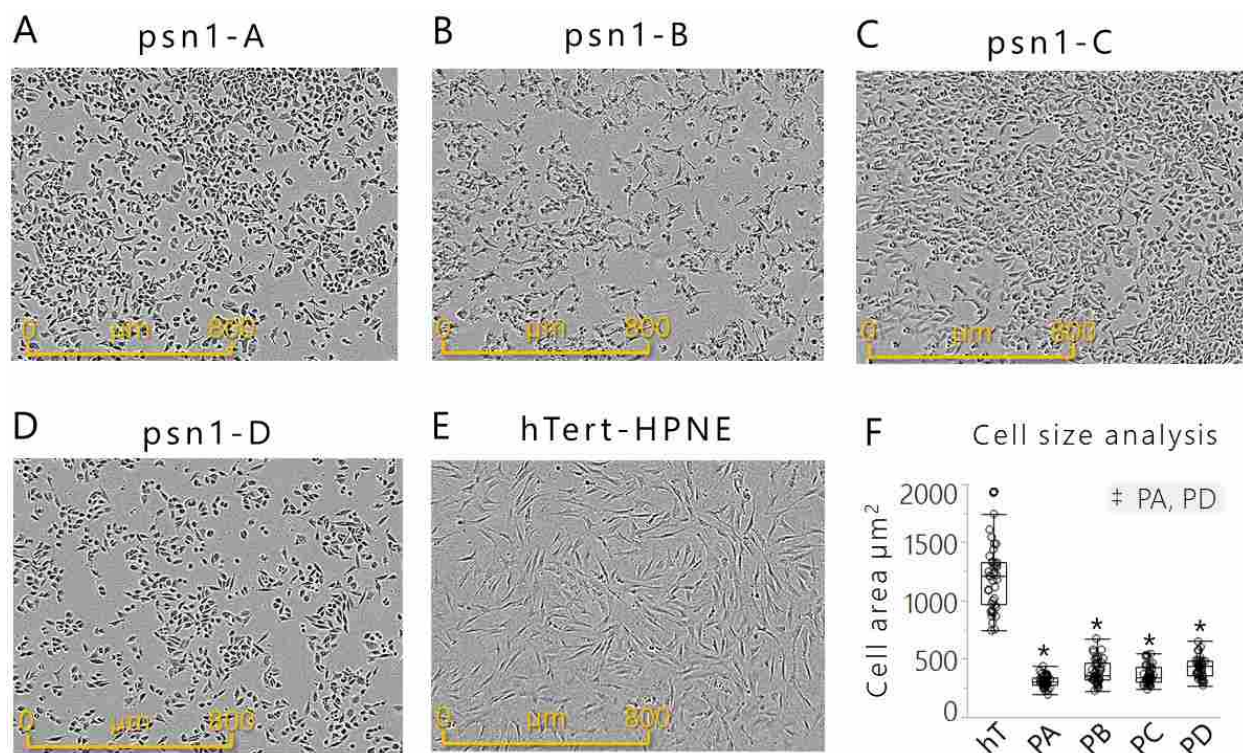 A psn1-A
0 µm 800
B psn1-B
0 µm 800
C psn1-C
0 µm 800
D psn1-D
0 µm 800
E hTert-HPNE
0 µm 800
F Cell size analysis
‡ PA, PD
Cell area µm²
2000
1500
1000
500
0
* * * *
hT PA PB PC PD